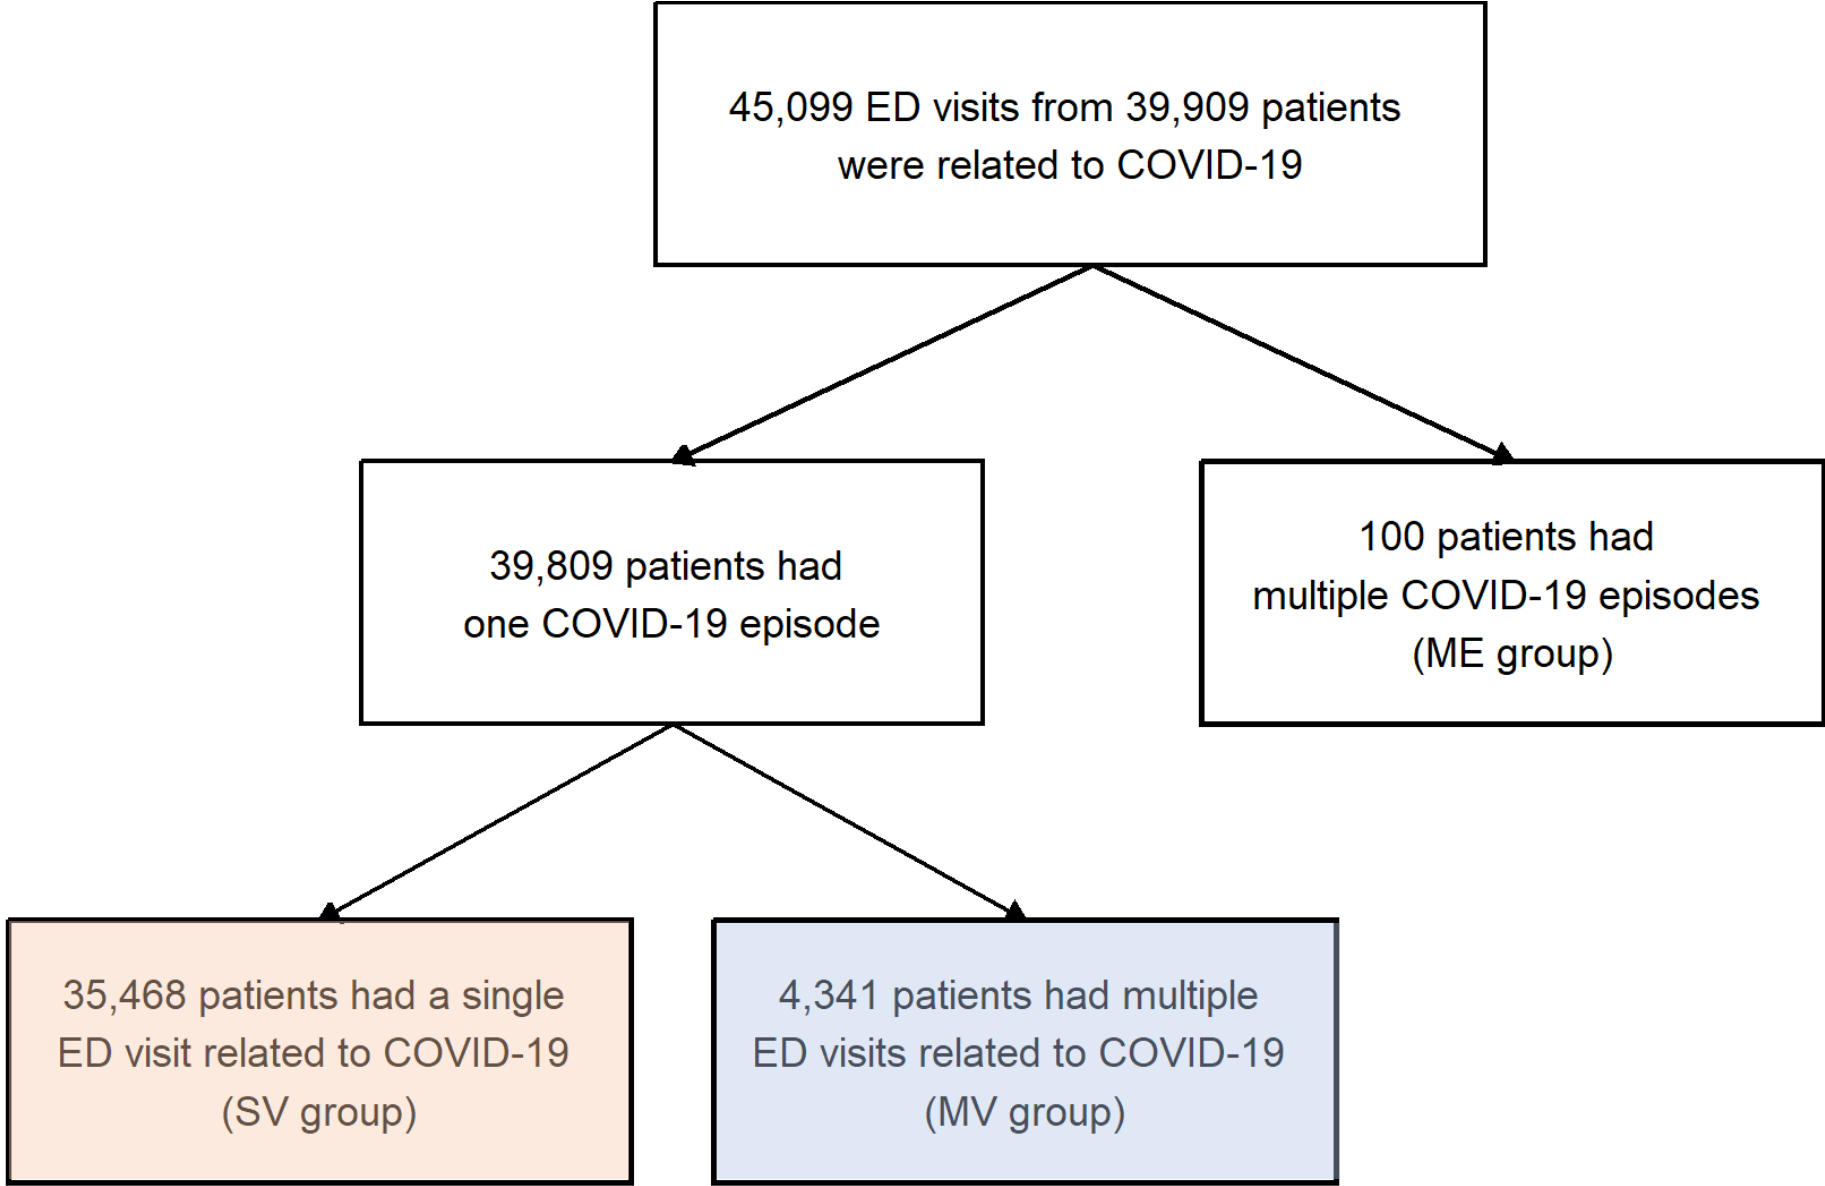 45,099 ED visits from 39,909 patients
were related to COVID-19
39,809 patients had
one COVID-19 episode
100 patients had
multiple COVID-19 episodes
(ME group)
35,468 patients had a single
ED visit related to COVID-19
(SV group)
4,341 patients had multiple
ED visits related to COVID-19
(MV group)